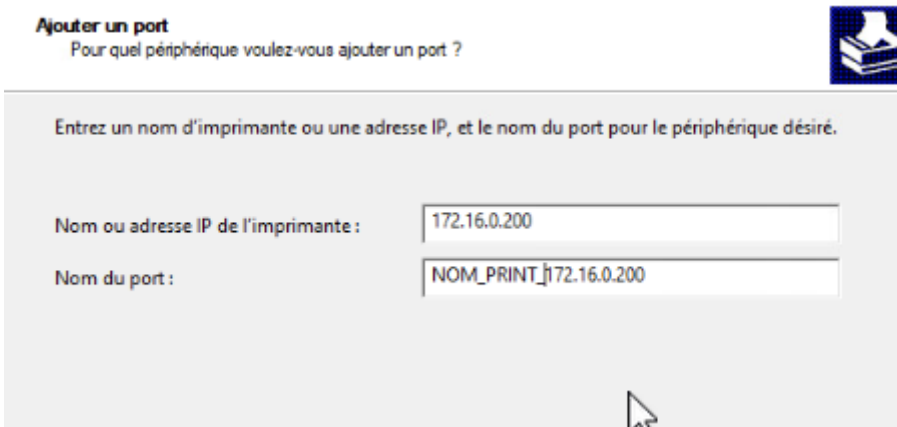 Ajouter un port
Pour quel périphérique voulez-vous ajouter un port ?
Entrez un nom d'imprimante ou une adresse IP, et le nom du port pour le périphérique désiré.
Nom ou adresse IP de l'imprimante : 172.16.0.200
Nom du port : NOM_PRINT_172.16.0.200